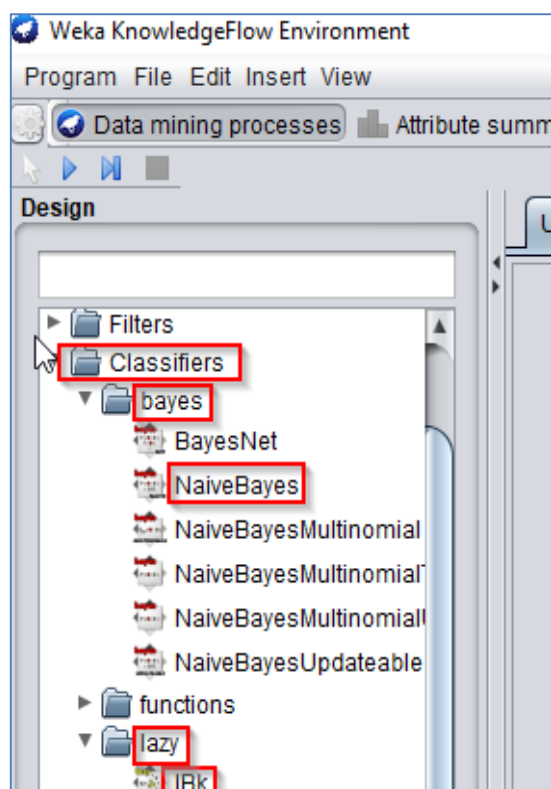 Weka KnowledgeFlow Environment
Program File Edit Insert View
Data mining processes Attribute summ
Design
Filters
Classifiers
bayes
BayesNet
NaiveBayes
NaiveBayesMultinomial
NaiveBayesMultinomial
NaiveBayesMultinomial
NaiveBayesUpdateable
functions
lazy
IBk